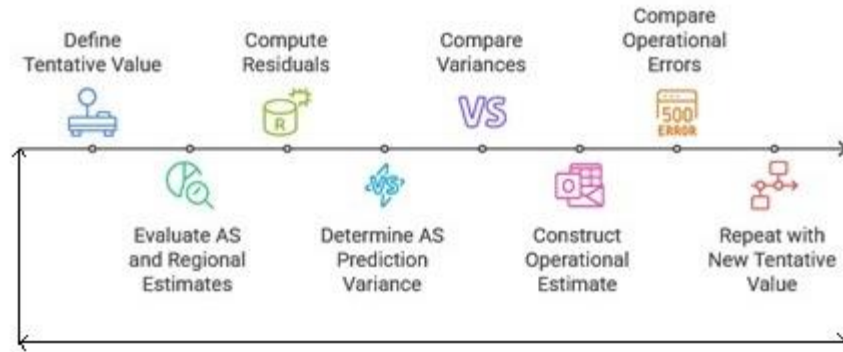 Define
Tentative Value
Compute
Residuals
Compare
Variances
Compare
Operational
Errors
R
VS
500
ERROR
VS
O
Evaluate AS
and Regional
Estimates
Determine AS
Prediction
Variance
Construct
Operational
Estimate
Repeat with
New Tentative
Value